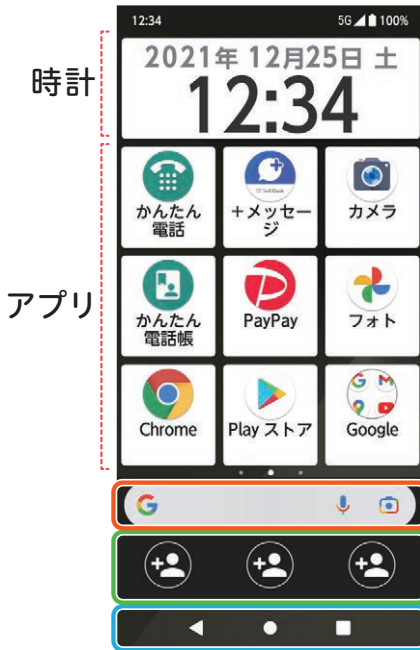 12:34 5G 100%
時計
2021年 12月25日 土
12:34
アプリ
かんたん
電話
+メッセー
ジ
カメラ
かんたん
電話帳
PayPay
フォト
Chrome
Play ストア
Google